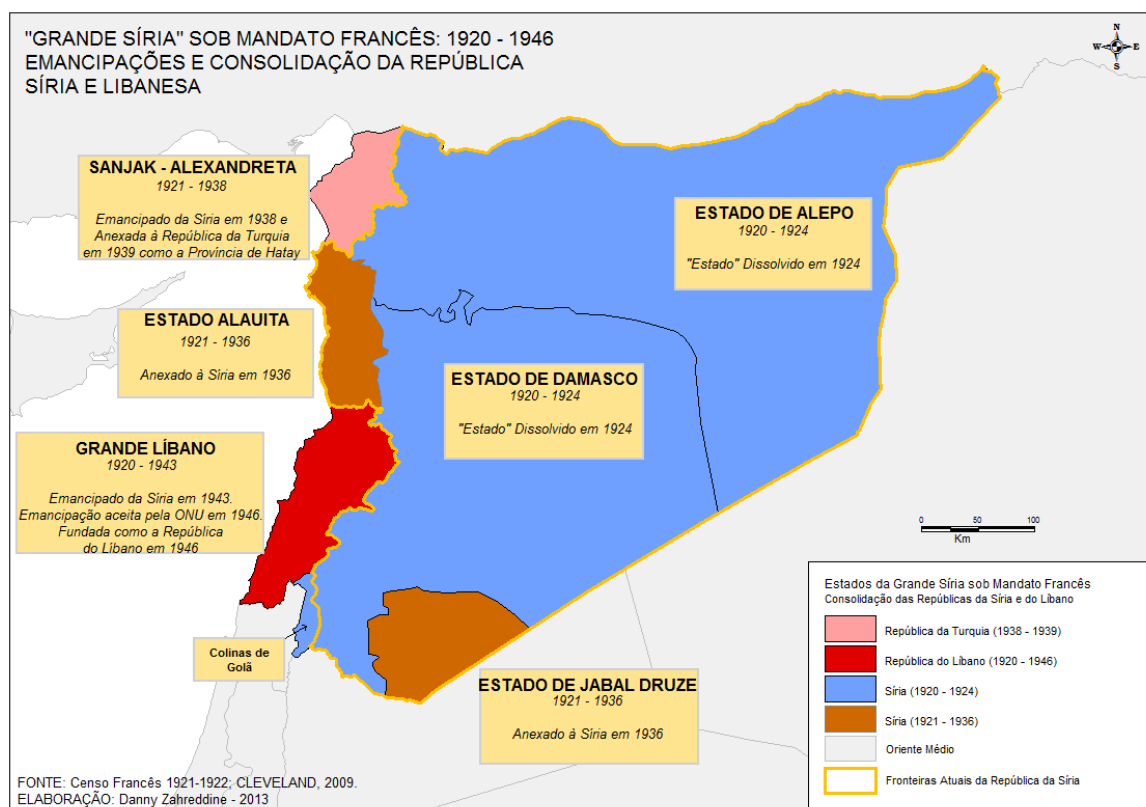 "GRANDE SÍRIA" SOB MANDATO FRANCÊS: 1920 - 1946
EMANCIPAÇÕES E CONSOLIDAÇÃO DA REPÚBLICA
SÍRIA E LIBANESA
N
W
E
S
SANJAK - ALEXANDRETA
1921 - 1938
Emancipado da Síria em 1938 e
Anexada à República da Turquia
em 1939 como a Província de Hatay
ESTADO DE ALEPO
1920 - 1924
"Estado" Dissolvido em 1924
ESTADO ALAUITA
1921 - 1936
Anexado à Síria em 1936
ESTADO DE DAMASCO
1920 - 1924
"Estado" Dissolvido em 1924
GRANDE LÍBANO
1920 - 1943
Emancipado da Síria em 1943.
Emancipação aceita pela ONU em 1946.
Fundada como a República
do Líbano em 1946
Colinas de
Golã
ESTADO DE JABAL DRUZE
1921 - 1936
Anexado à Síria em 1936
0 50 100
Km
Estados da Grande Síria sob Mandato Francês
Consolidação das Repúblicas da Síria e do Líbano
República da Turquia (1938 - 1939)
República do Líbano (1920 - 1946)
Síria (1920 - 1924)
Síria (1921 - 1936)
Oriente Médio
Fronteiras Atuais da República da Síria
FONTE: Censo Francês 1921-1922; CLEVELAND, 2009.
ELABORAÇÃO: Danny Zahreddine - 2013